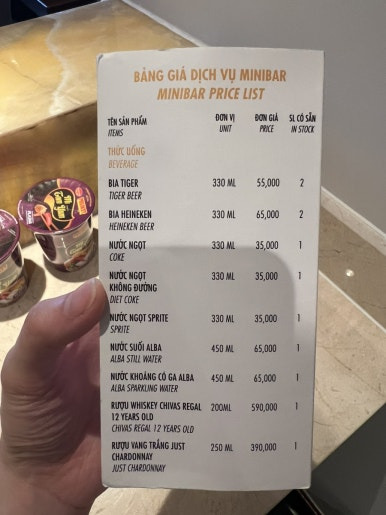 BẢNG GIÁ DỊCH VỤ MINIBAR
MINIBAR PRICE LIST
TÊN SẢN PHẨM ĐƠN VỊ ĐƠN GIÁ SL CÓ SẴN
ITEMS UNIT PRICE IN STOCK
THỨC UỐNG
BEVERAGE
BIA TIGER 330 ML 55,000 2
TIGER BEER
BIA HEINEKEN 330 ML 65,000 2
HEINEKEN BEER
NƯỚC NGỌT 330 ML 35,000 1
COKE
NƯỚC NGỌT 330 ML 35,000 1
KHÔNG ĐƯỜNG
DIET COKE
NƯỚC NGỌT SPRITE 330 ML 35,000 1
SPRITE
NƯỚC SUỐI ALBA 450 ML 65,000 1
ALBA STILL WATER
NƯỚC KHOÁNG CÓ GA ALBA 450 ML 65,000 1
ALBA SPARKLING WATER
RƯỢU WHISKEY CHIVAS REGAL 200ML 590,000 1
12 YEARS OLD
CHIVAS REGAL 12 YEARS OLD
RƯỢU VANG TRẮNG JUST 250 ML 390,000 1
CHARDONNAY
JUST CHARDONNAY